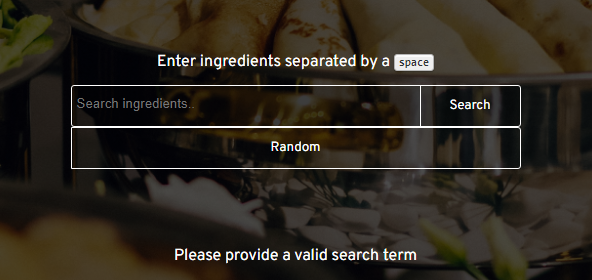 Enter ingredients separated by a space
Search ingredients..
Search
Random
Please provide a valid search term